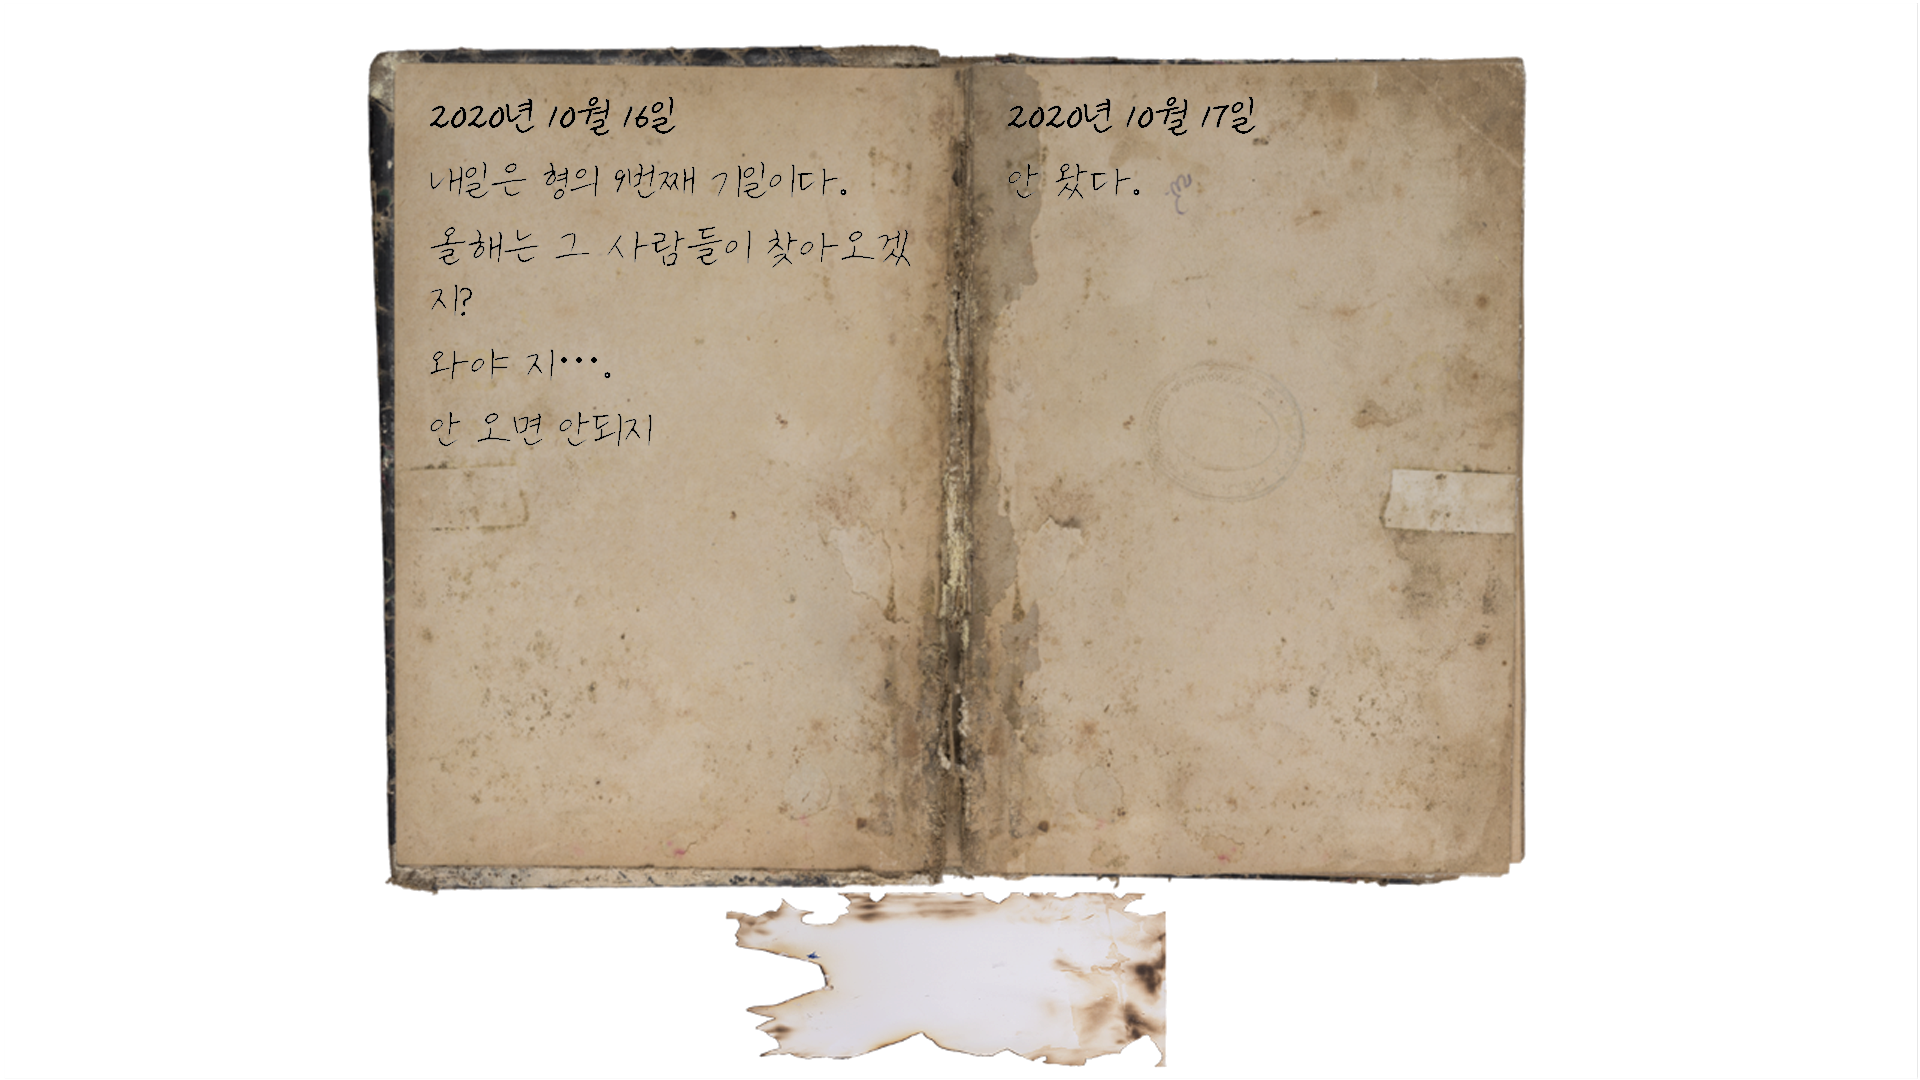 2020년 10월 16일
내일은 형의 9번째 기일이다.
올해는 그 사람들이 찾아오겠
지?
와야 지···.
안 오면 안되지
2020년 10월 17일
안 왔다.